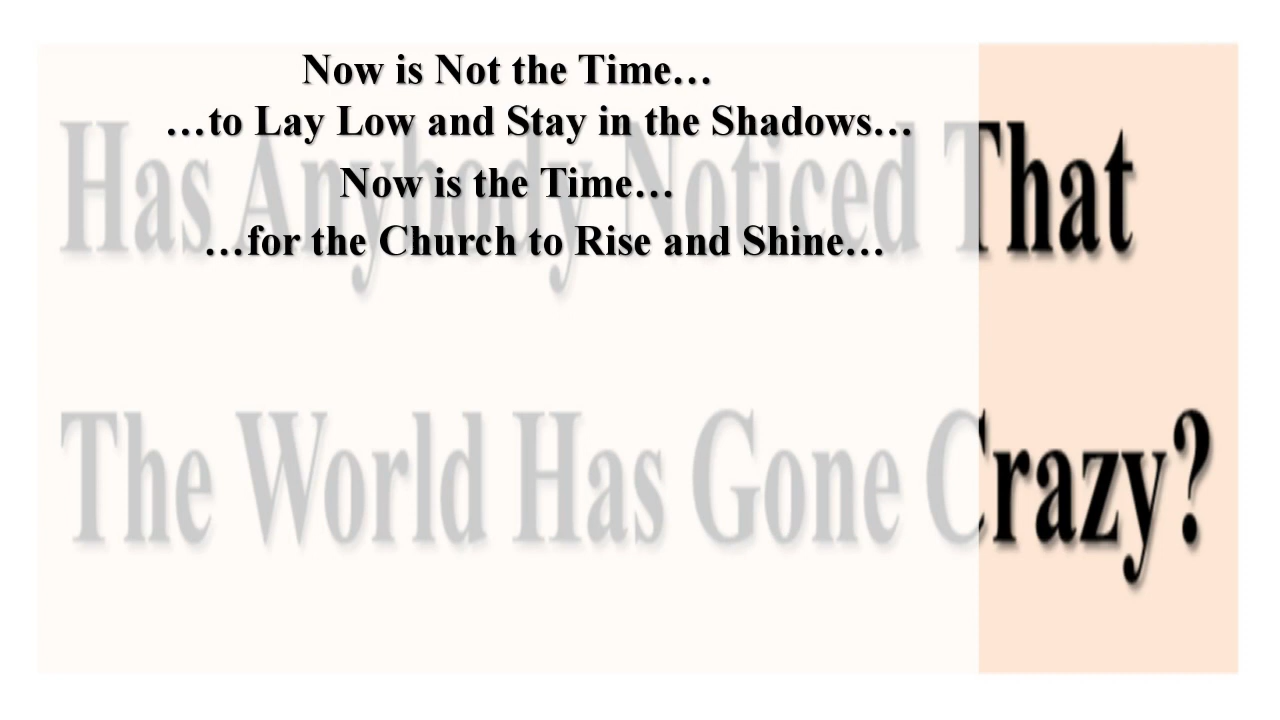 Now is Not the Time…
…to Lay Low and Stay in the Shadows…
Now is the Time…
…for the Church to Rise and Shine…
Has Anybody Noticed That
The World Has Gone Crazy?